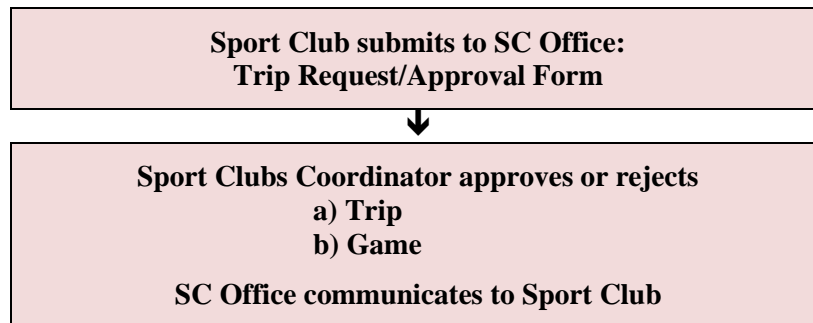 Sport Club submits to SC Office:
Trip Request/Approval Form
Sport Clubs Coordinator approves or rejects
a) Trip
b) Game
SC Office communicates to Sport Club